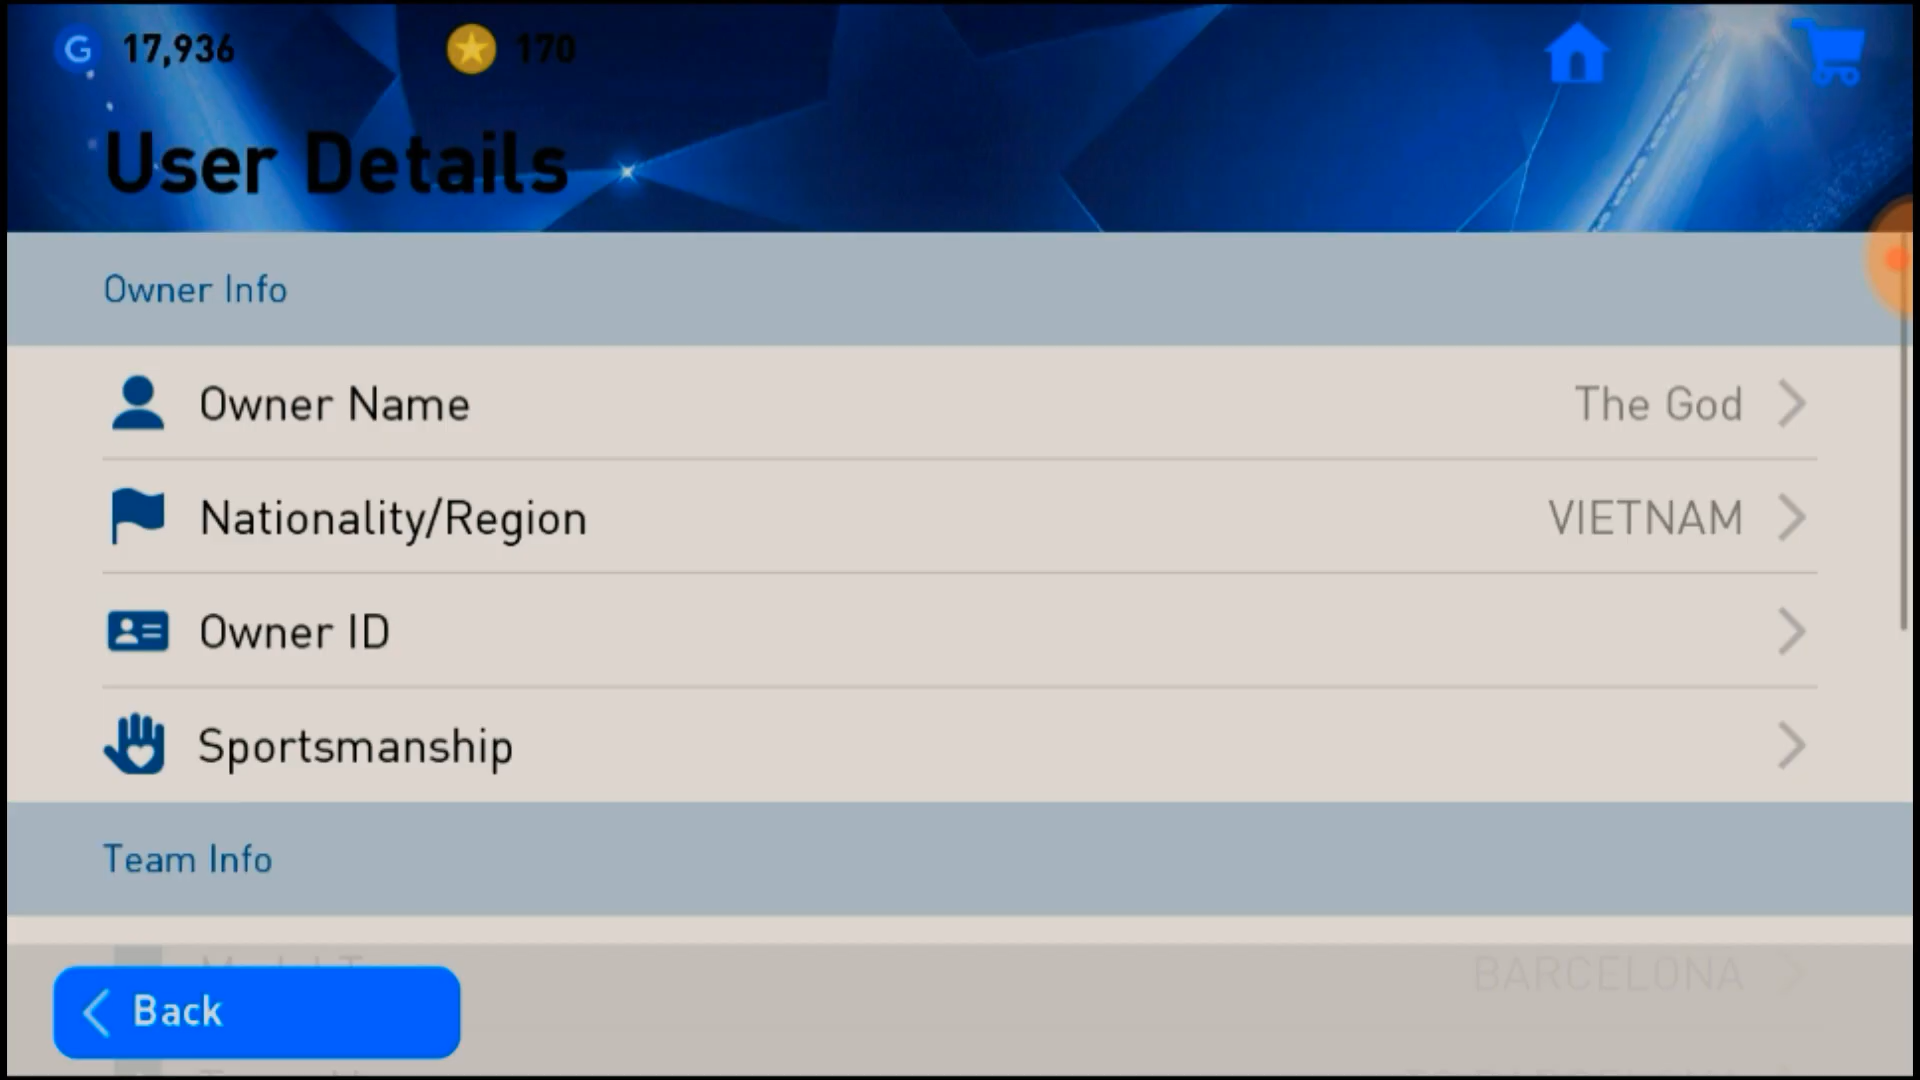 G 17,936 170
User Details
Owner Info
Owner Name The God
Nationality/Region VIETNAM
Owner ID
Sportsmanship
Team Info
BARCELONA
Back